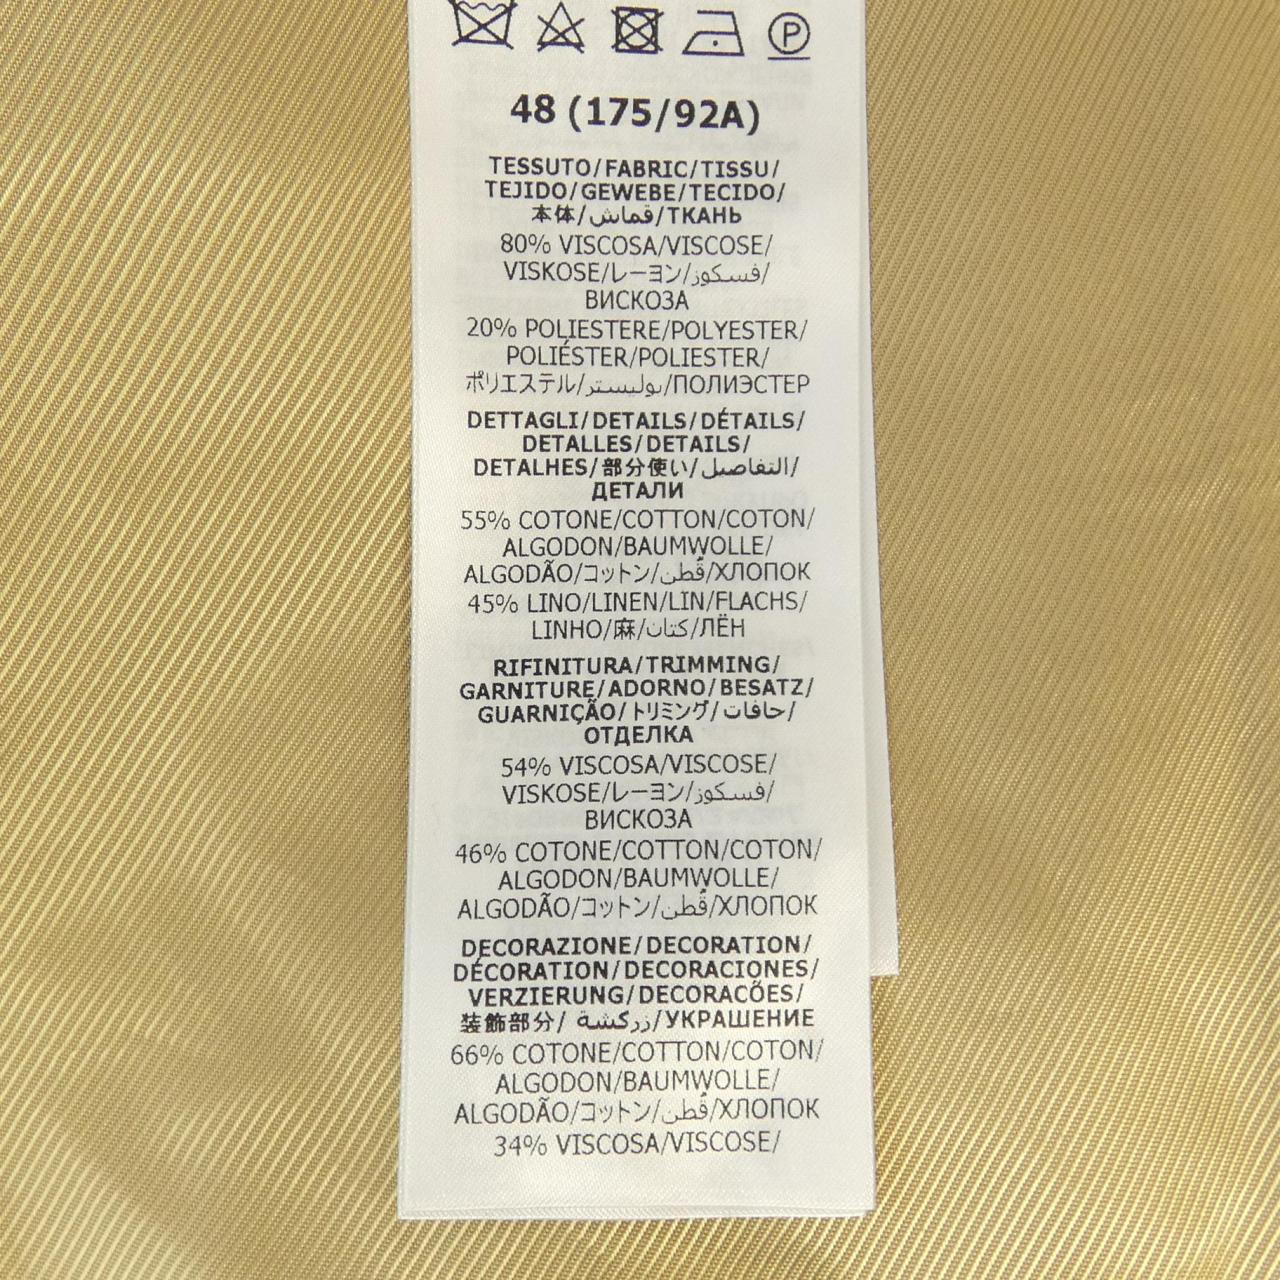 P
48 (175/92A)
TESSUTO/FABRIC/TISSU/
TEJIDO/GEWEBE/TECIDO/
本体/قماش/ТКАНЬ
80% VISCOSA/VISCOSE/
VISKOSE/レーヨン/فسكوز/
ВИСКОЗА
20% POLIESTERE/POLYESTER/
POLIÉSTER/POLIESTER/
ポリエステル/بوليستر/ПОЛИЭСТЕР
DETTAGLI/DETAILS/DÉTAILS/
DETALLES/DETAILS/
DETALHES/部分使い/التفاصيل/
ДЕТАЛИ
55% COTONE/COTTON/COTON/
ALGODON/BAUMWOLLE/
ALGODÃO/コットン/قُطن/ХЛОПОК
45% LINO/LINEN/LIN/FLACHS/
LINHO/麻/كتان/ЛЁН
RIFINITURA/TRIMMING/
GARNITURE/ADORNO/BESATZ/
GUARNIÇÃO/トリミング/حافات/
ОТДЕЛКА
54% VISCOSA/VISCOSE/
VISKOSE/レーヨン/فسكوز/
ВИСКОЗА
46% COTONE/COTTON/COTON/
ALGODON/BAUMWOLLE/
ALGODÃO/コットン/قُطن/ХЛОПОК
DECORAZIONE/DECORATION/
DÉCORATION/DECORACIONES/
VERZIERUNG/DECORACÕES/
装飾部分/ زركشة/УКРАШЕНИЕ
66% COTONE/COTTON/COTON/
ALGODON/BAUMWOLLE/
ALGODÃO/コットン/قُطن/ХЛОПОК
34% VISCOSA/VISCOSE/